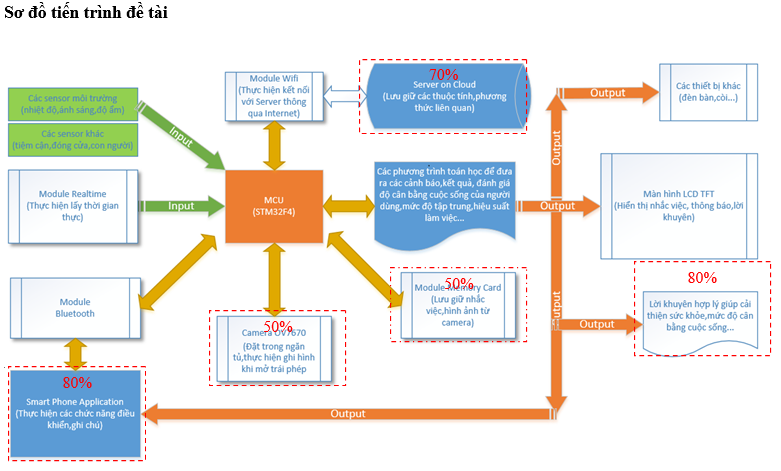 Sơ đồ tiến trình đề tài
Module Wifi
(Thực hiện kết nối
với Server thông
qua Internet)
70%
Server on Cloud
(Lưu giữ các thuộc tính,phương
thức liên quan)
Output
Các thiết bị khác
(đèn bàn,còi...)
Các sensor môi trường
(nhiệt độ,ánh sáng,độ ẩm)
Các sensor khác
(tiệm cận,đóng cửa,con người)
Input
Output
Module Realtime
(Thực hiện lấy thời gian
thực)
Input
MCU
(STM32F4)
Các phương trình toán học để đưa
ra các cảnh báo,kết quả, đánh giá
độ cân bằng cuộc sống của người
dùng,mức độ tập trung,hiệu suất
làm việc...
Output
Màn hình LCD TFT
(Hiển thị nhắc việc, thông báo,lời
khuyên)
Module
Bluetooth
50%
Camera OV7670
(Đặt trong ngăn
tủ,thực hiện ghi hình
khi mở trái phép
50%
Module Memory Card
(Lưu giữ nhắc
việc,hình ảnh từ
camera)
Output
Output
80%
Lời khuyên hợp lý giúp cải
thiện sức khỏe,mức độ cân
bằng cuộc sống...
80%
Smart Phone Application
(Thực hiện các chức năng điều
khiển,ghi chú)
Output